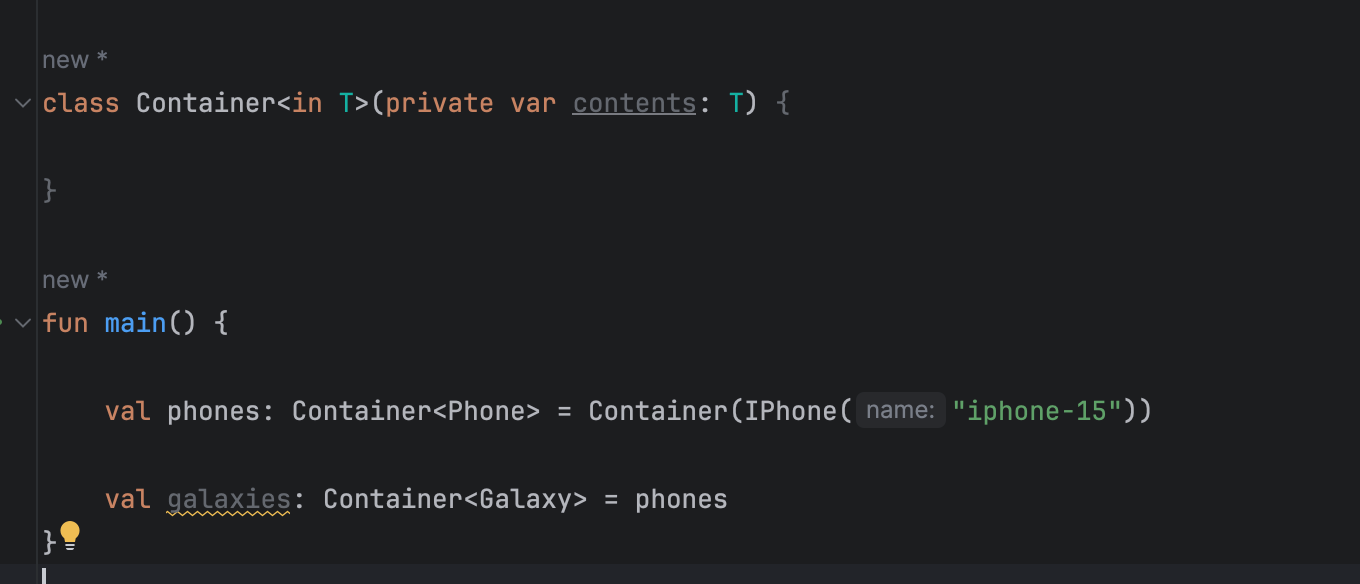 new *
class Container<in T>(private var contents: T) {
}
new *
fun main() {
val phones: Container<Phone> = Container(IPhone( name: "iphone-15"))
val galaxies: Container<Galaxy> = phones
}